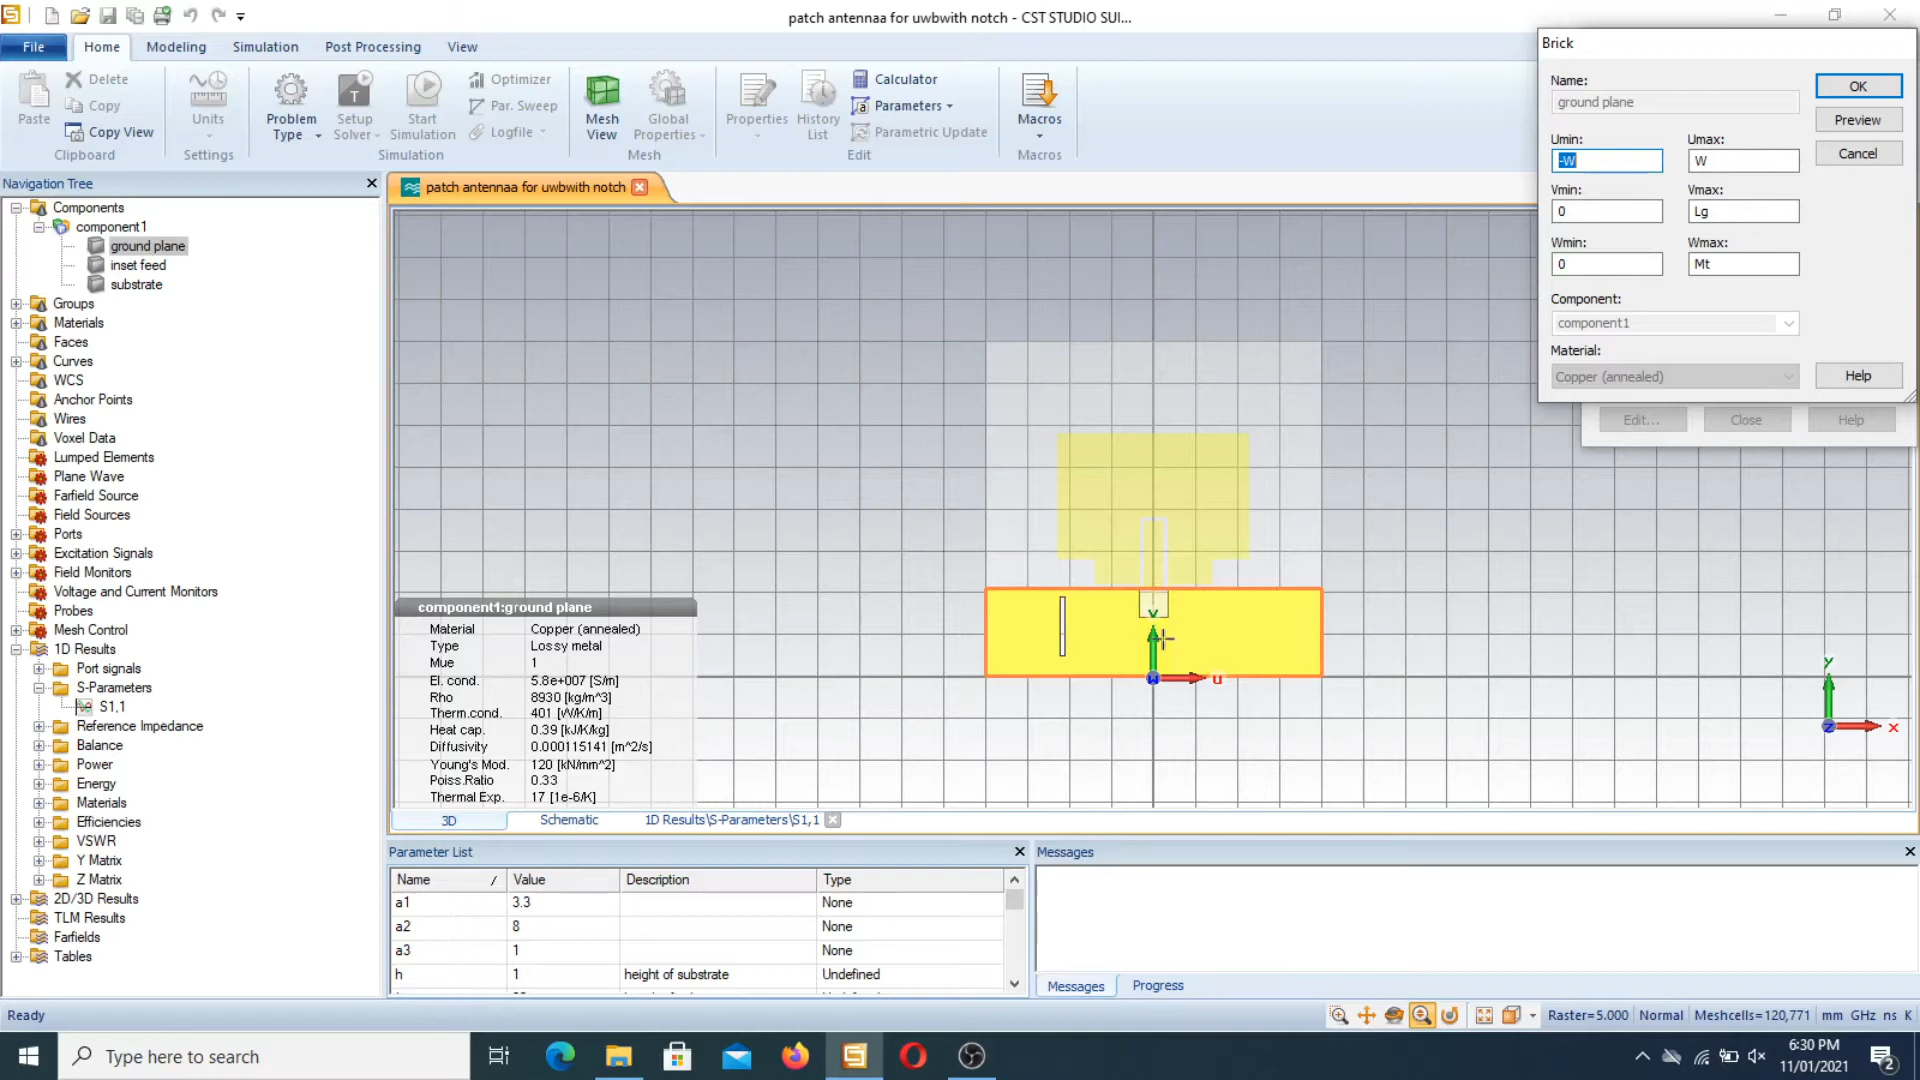 patch antennaa for uwbwith notch - CST STUDIO SUI...
File Home Modeling Simulation Post Processing View
Paste Delete Copy Copy View
Clipboard
Units
Settings
Problem Type Setup Solver Start Simulation Optimizer Par. Sweep Logfile
Simulation
Mesh View Global Properties
Mesh
Properties History List Calculator Parameters Parametric Update
Edit
Macros
Macros
Brick
Name:
ground plane
OK
Preview
Cancel
Umin: Umax:
-W W
Vmin: Vmax:
0 Lg
Wmin: Wmax:
0 Mt
Component:
component1
Material:
Copper (annealed)
Help
Edit... Close Help
Navigation Tree
patch antennaa for uwbwith notch
Components
component1
ground plane
inset feed
substrate
Groups
Materials
Faces
Curves
WCS
Anchor Points
Wires
Voxel Data
Lumped Elements
Plane Wave
Farfield Source
Field Sources
Ports
Excitation Signals
Field Monitors
Voltage and Current Monitors
Probes
Mesh Control
1D Results
Port signals
S-Parameters
S1,1
Reference Impedance
Balance
Power
Energy
Materials
Efficiencies
VSWR
Y Matrix
Z Matrix
2D/3D Results
TLM Results
Farfields
Tables
component1:ground plane
Material Copper (annealed)
Type Lossy metal
Mue 1
El. cond. 5.8e+007 [S/m]
Rho 8930 [kg/m^3]
Therm.cond. 401 [W/K/m]
Heat cap. 0.39 [kJ/K/kg]
Diffusivity 0.000115141 [m^2/s]
Young's Mod. 120 [kN/mm^2]
Poiss.Ratio 0.33
Thermal Exp. 17 [1e-6/K]
v
w u
y
z x
3D Schematic 1D Results\S-Parameters\S1,1
Parameter List
Name / Value Description Type
a1 3.3 None
a2 8 None
a3 1 None
h 1 height of substrate Undefined
Messages
Messages Progress
Ready
Raster=5.000 Normal Meshcells=120,771 mm GHz ns K
Type here to search
6:30 PM
11/01/2021
2